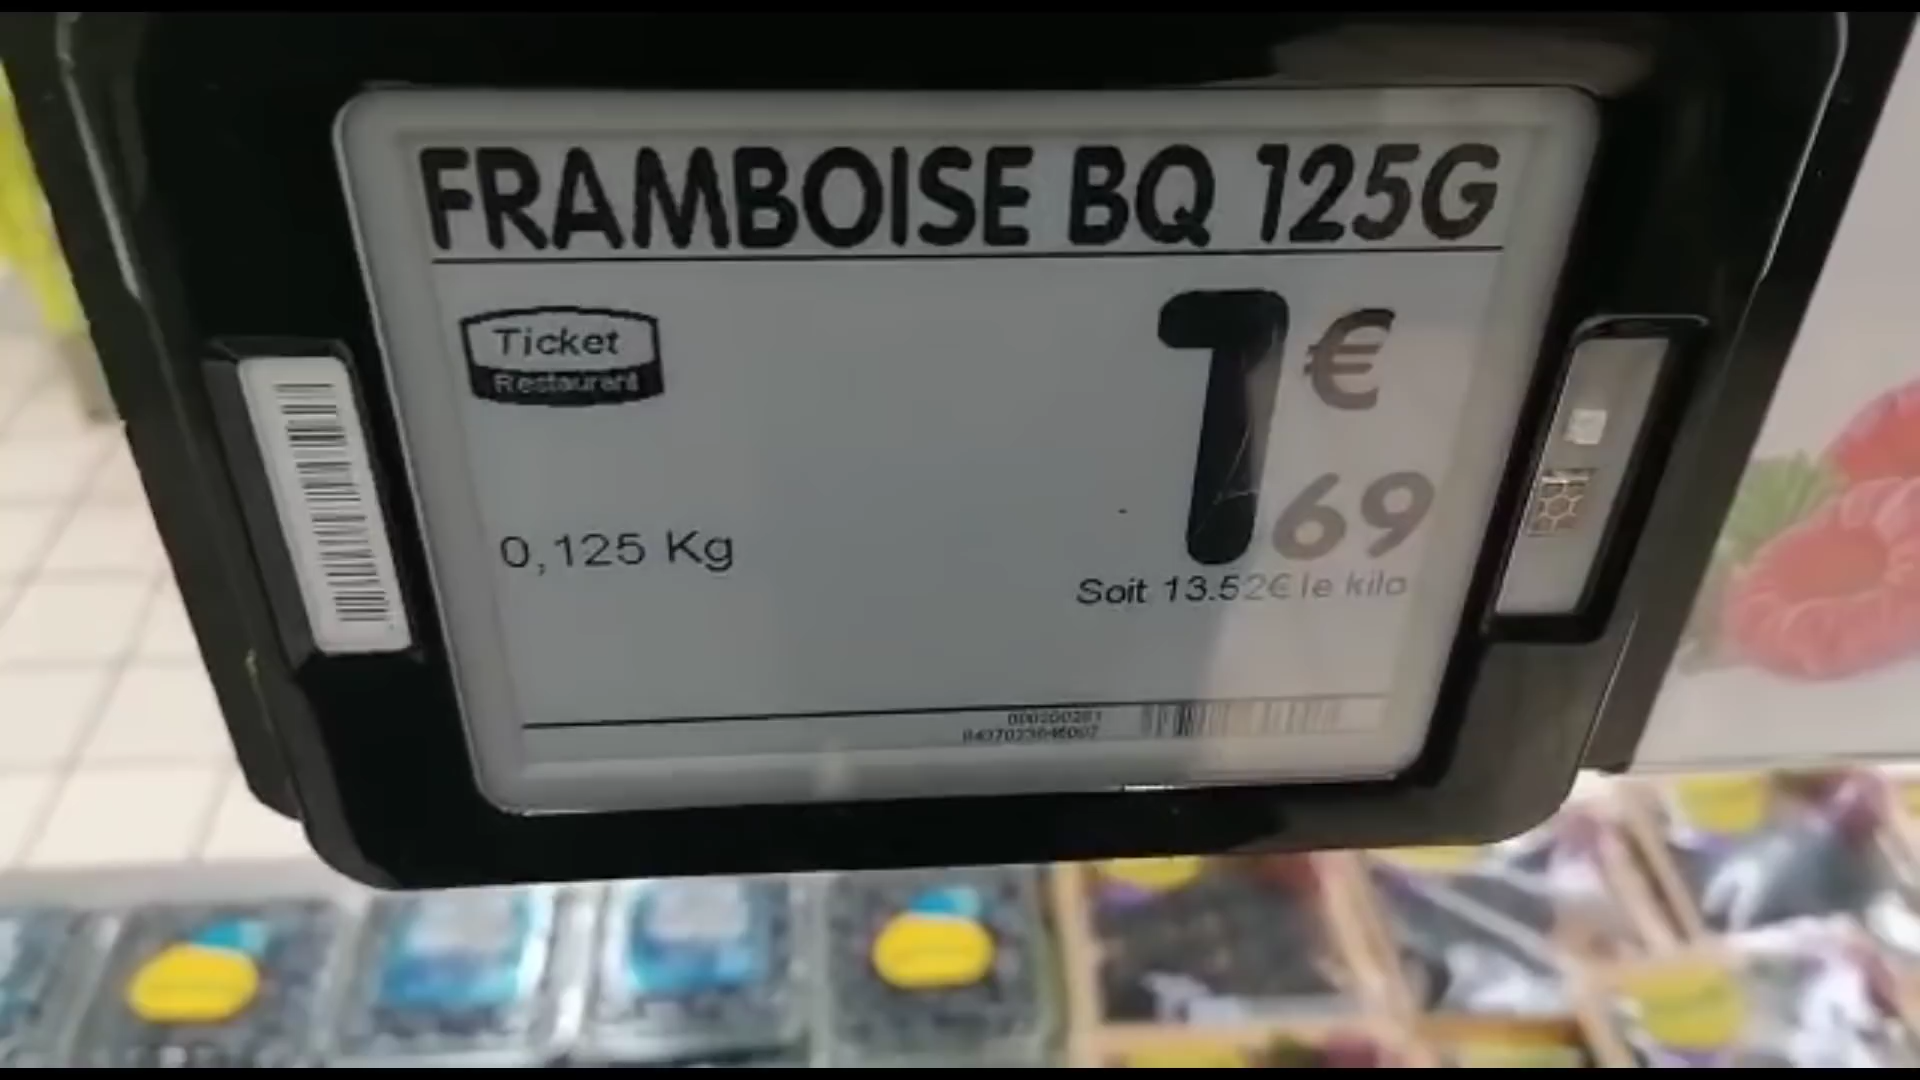 FRAMBOISE BQ 125G
Ticket
Restaurant
1€
69
0,125 Kg
Soit 13.52€ le kilo